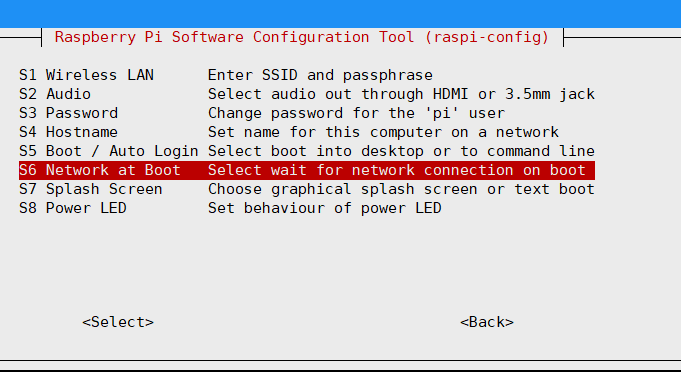 Raspberry Pi Software Configuration Tool (raspi-config)
S1 Wireless LAN      Enter SSID and passphrase
S2 Audio             Select audio out through HDMI or 3.5mm jack
S3 Password          Change password for the 'pi' user
S4 Hostname          Set name for this computer on a network
S5 Boot / Auto Login Select boot into desktop or to command line
S6 Network at Boot   Select wait for network connection on boot
S7 Splash Screen     Choose graphical splash screen or text boot
S8 Power LED         Set behaviour of power LED
<Select>                                  <Back>